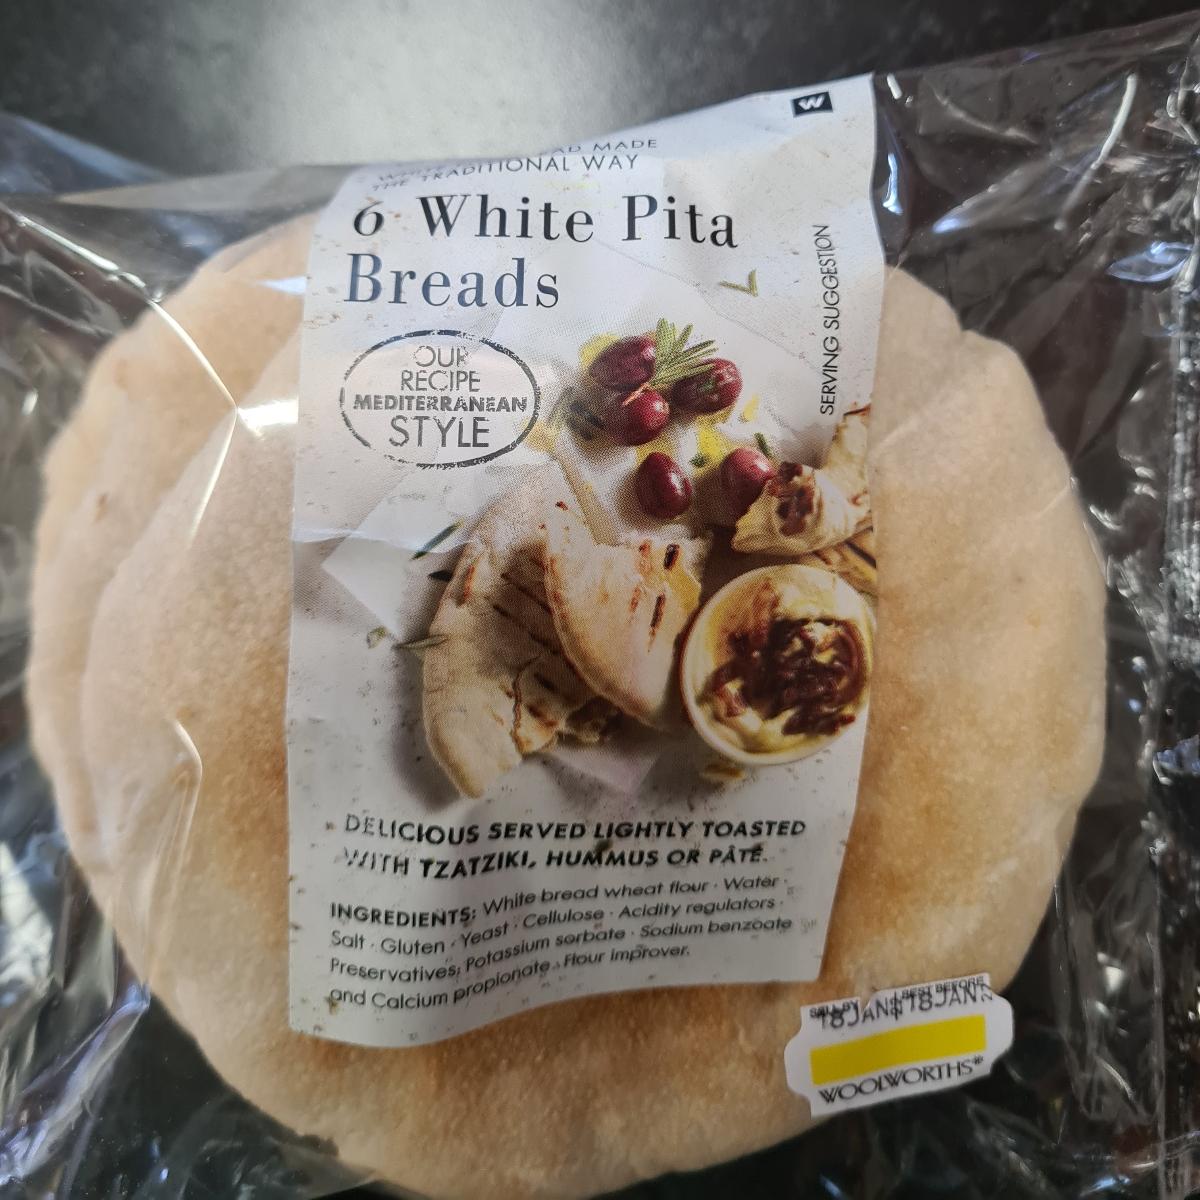 W
AD MADE
THE TRADITIONAL WAY
6 White Pita
Breads
SERVING SUGGESTION
OUR
RECIPE
MEDITERRANEAN
STYLE
DELICIOUS SERVED LIGHTLY TOASTED
WITH TZATZIKI, HUMMUS OR PÂTÉ.
INGREDIENTS: White bread wheat flour · Water ·
Salt · Gluten · Yeast · Cellulose · Acidity regulators ·
Preservatives: Potassium sorbate · Sodium benzoate
and Calcium propionate · Flour improver.
SELL BY BEST BEFORE
18JAN 18JAN
WOOLWORTHS*